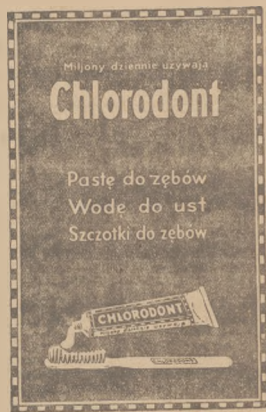 Miljony dziennie używają
Chlorodont
Pastę do zębów
Wodę do ust
Szczotki do zębów
CHLORODONT